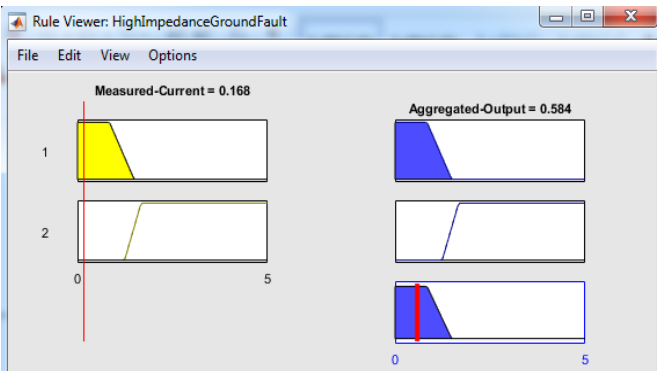 Rule Viewer: HighImpedanceGroundFault
File Edit View Options
Measured-Current = 0.168
Aggregated-Output = 0.584
1
2
0 5
0 5